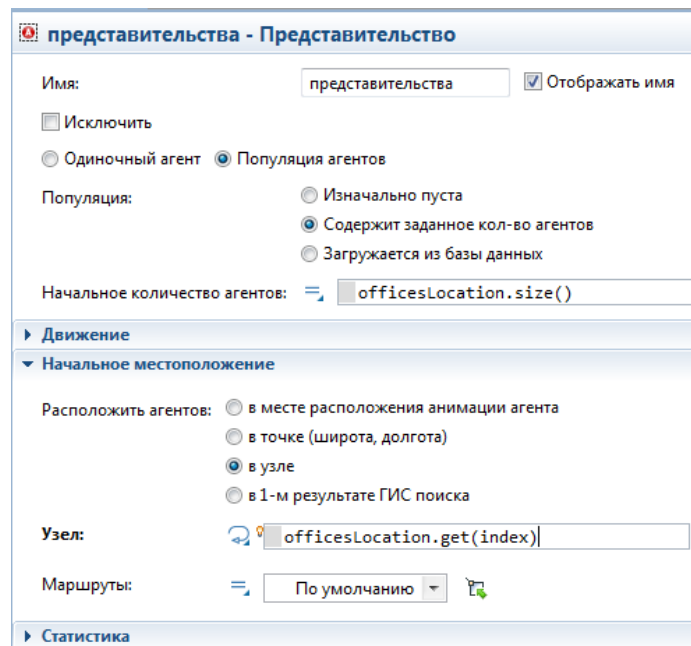 представительства - Представительство
Имя: представительства Отображать имя
Исключить
Одиночный агент Популяция агентов
Популяция: Изначально пуста
Содержит заданное кол-во агентов
Загружается из базы данных
Начальное количество агентов: officesLocation.size()
Движение
Начальное местоположение
Расположить агентов: в месте расположения анимации агента
в точке (широта, долгота)
в узле
в 1-м результате ГИС поиска
Узел: officesLocation.get(index)
Маршруты: По умолчанию
Статистика